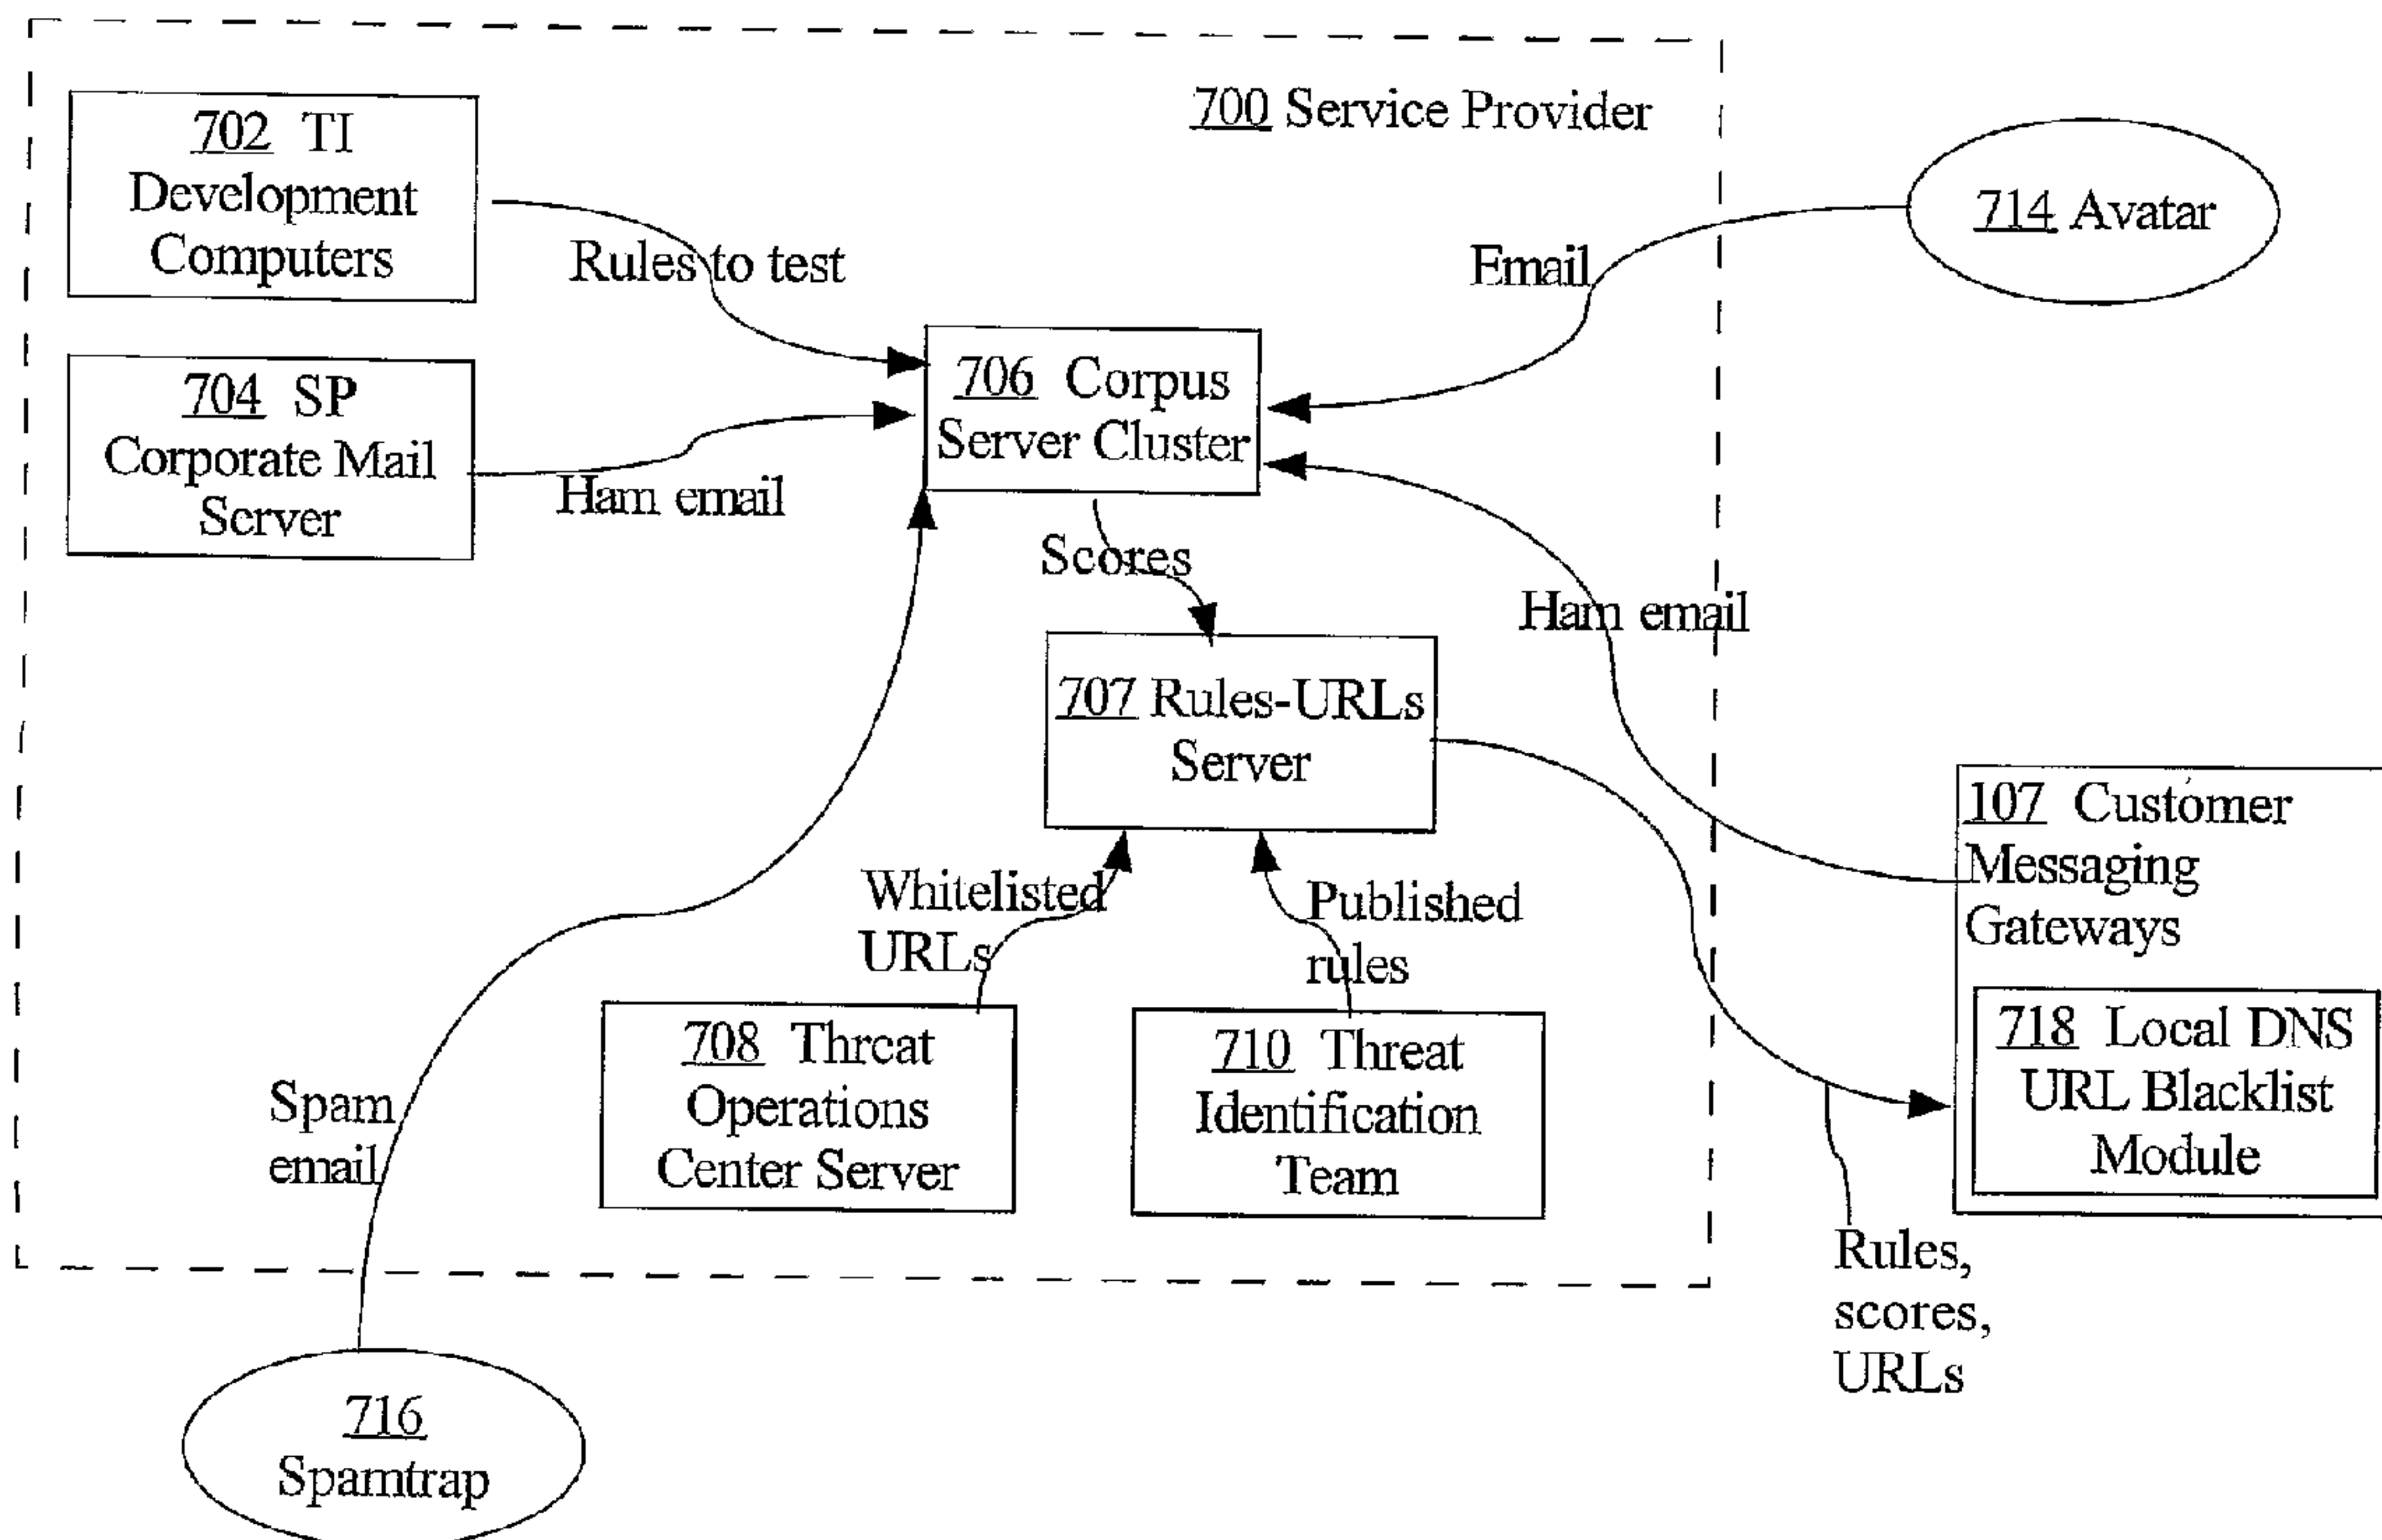 700 Service Provider
702 TI
Development
Computers
Rules to test
714 Avatar
Email
704 SP
Corporate Mail
Server
Ham email
706 Corpus
Server Cluster
Scores
Ham email
707 Rules-URLs
Server
107 Customer
Messaging
Gateways
Whitelisted
URLs
Published
rules
708 Threat
Operations
Center Server
710 Threat
Identification
Team
718 Local DNS
URL Blacklist
Module
Spam
email
Rules,
scores,
URLs
716
Spamtrap